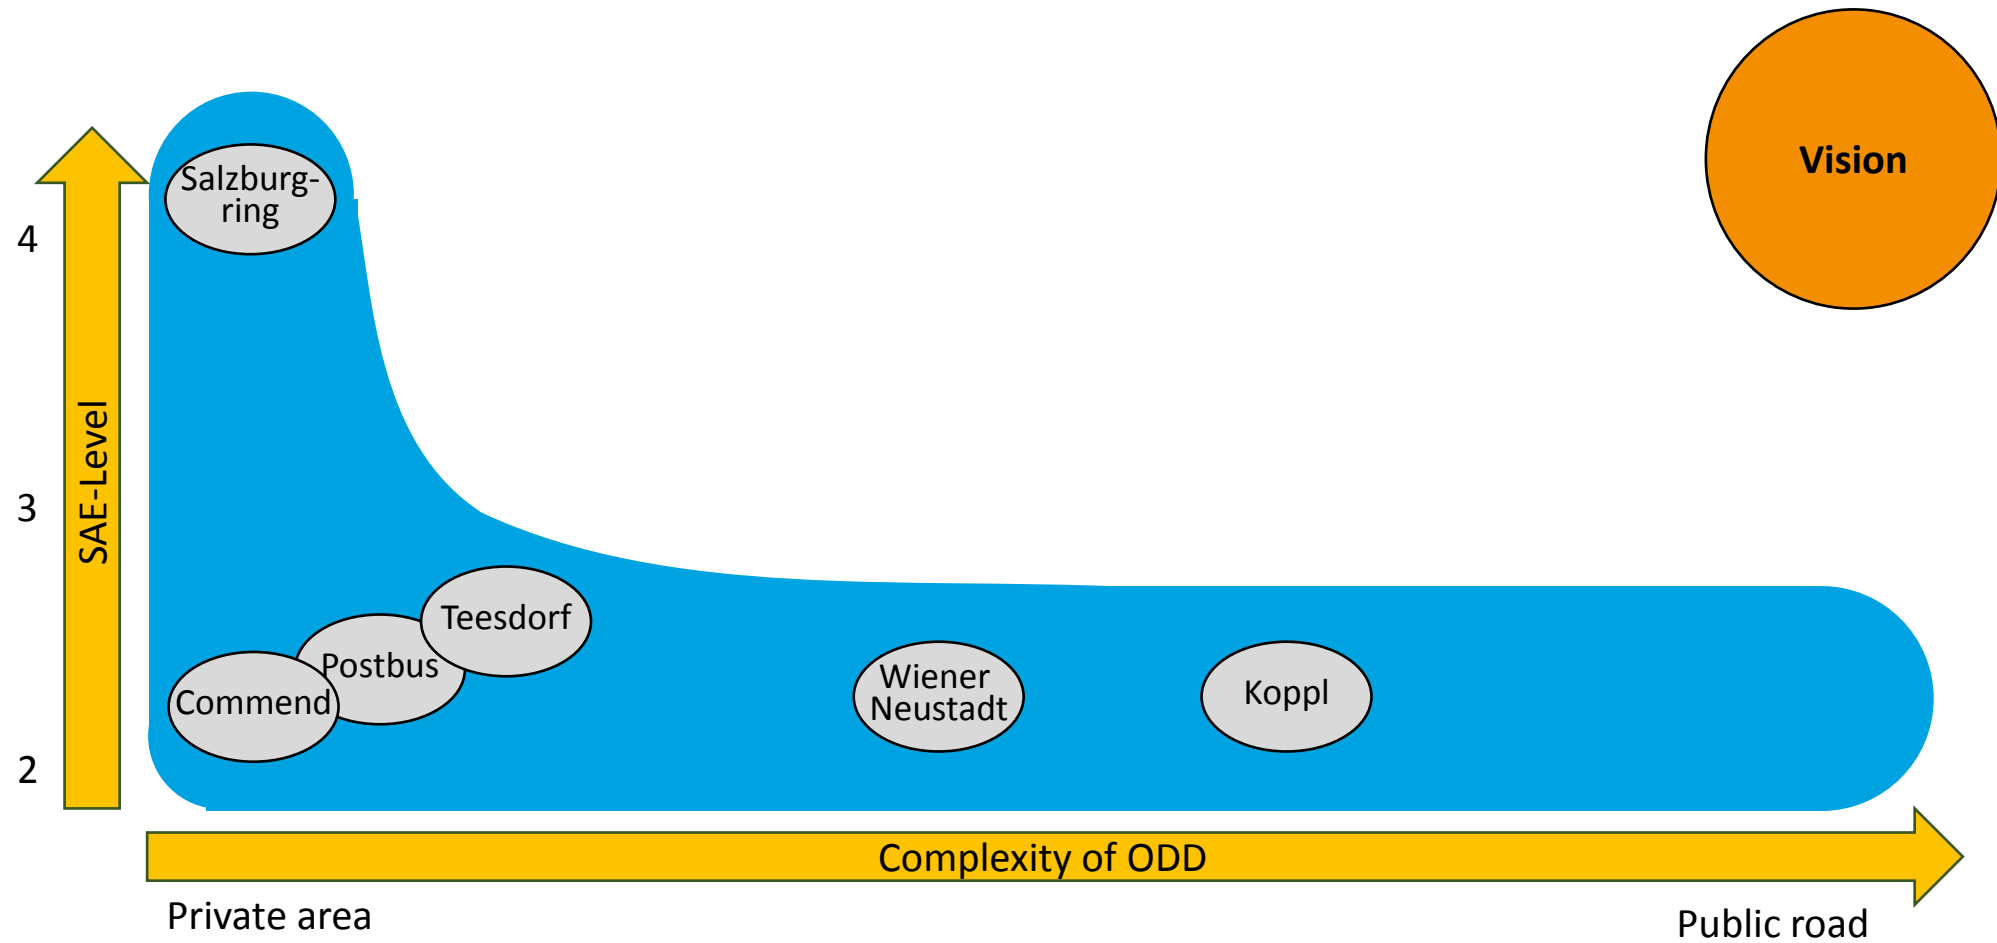 Vision
Salzburg-
ring
4
3
2
SAE-Level
Teesdorf
Postbus
Commend
Wiener
Neustadt
Koppl
Complexity of ODD
Private area
Public road